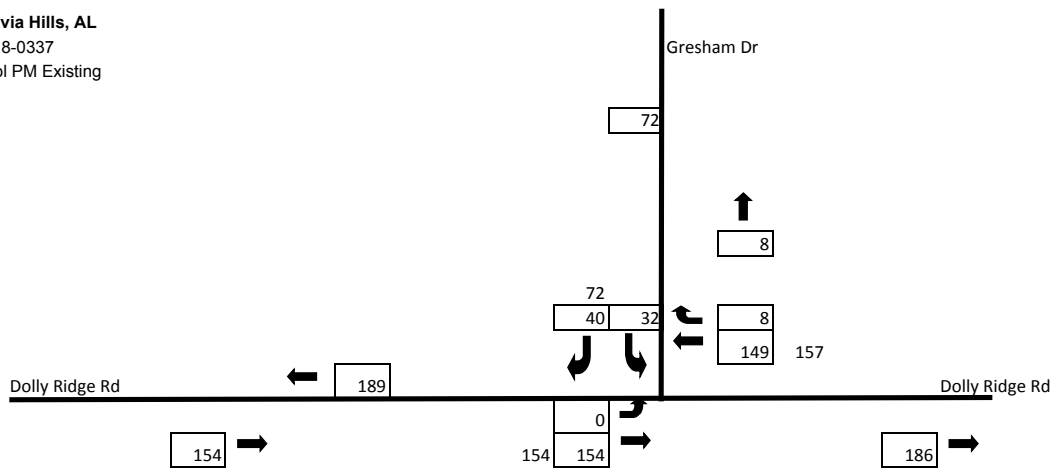 via Hills, AL
8-0337
ol PM Existing
Gresham Dr
72
8
72
40 32 8
149 157
Dolly Ridge Rd 189 Dolly Ridge Rd
0
154 154 154 186